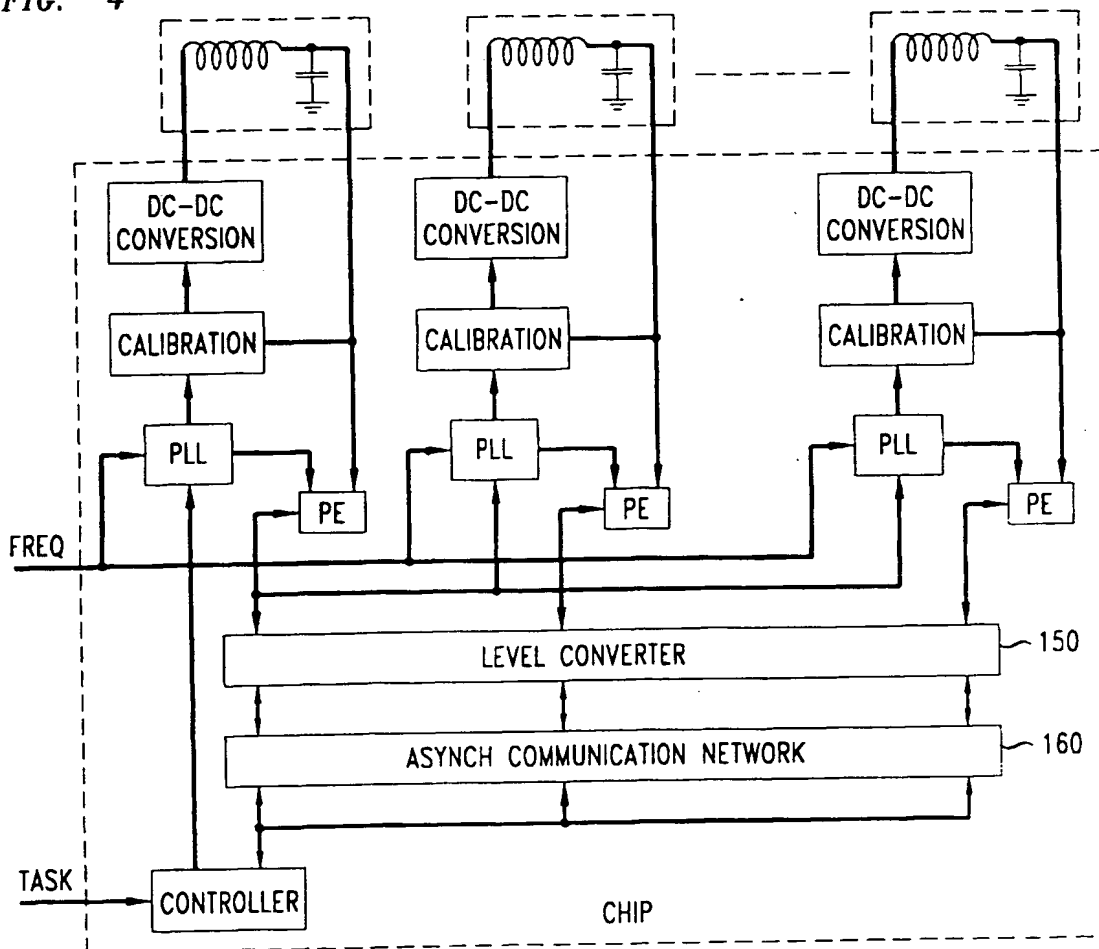 FIG. 4
DC-DC
CONVERSION
DC-DC
CONVERSION
DC-DC
CONVERSION
CALIBRATION
CALIBRATION
CALIBRATION
PLL
PLL
PLL
PE
PE
PE
FREQ
LEVEL CONVERTER
150
ASYNCH COMMUNICATION NETWORK
160
TASK
CONTROLLER
CHIP